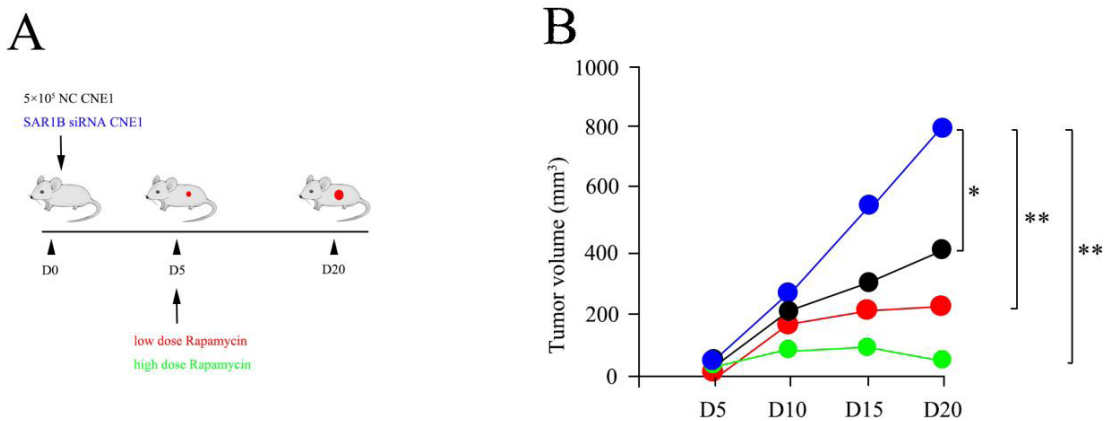 A
5×10⁵ NC CNE1
SAR1B siRNA CNE1
D0
D5
D20
low dose Rapamycin
high dose Rapamycin
B
Tumor volume (mm³)
1000
800
600
400
200
0
D5
D10
D15
D20
*
**
**